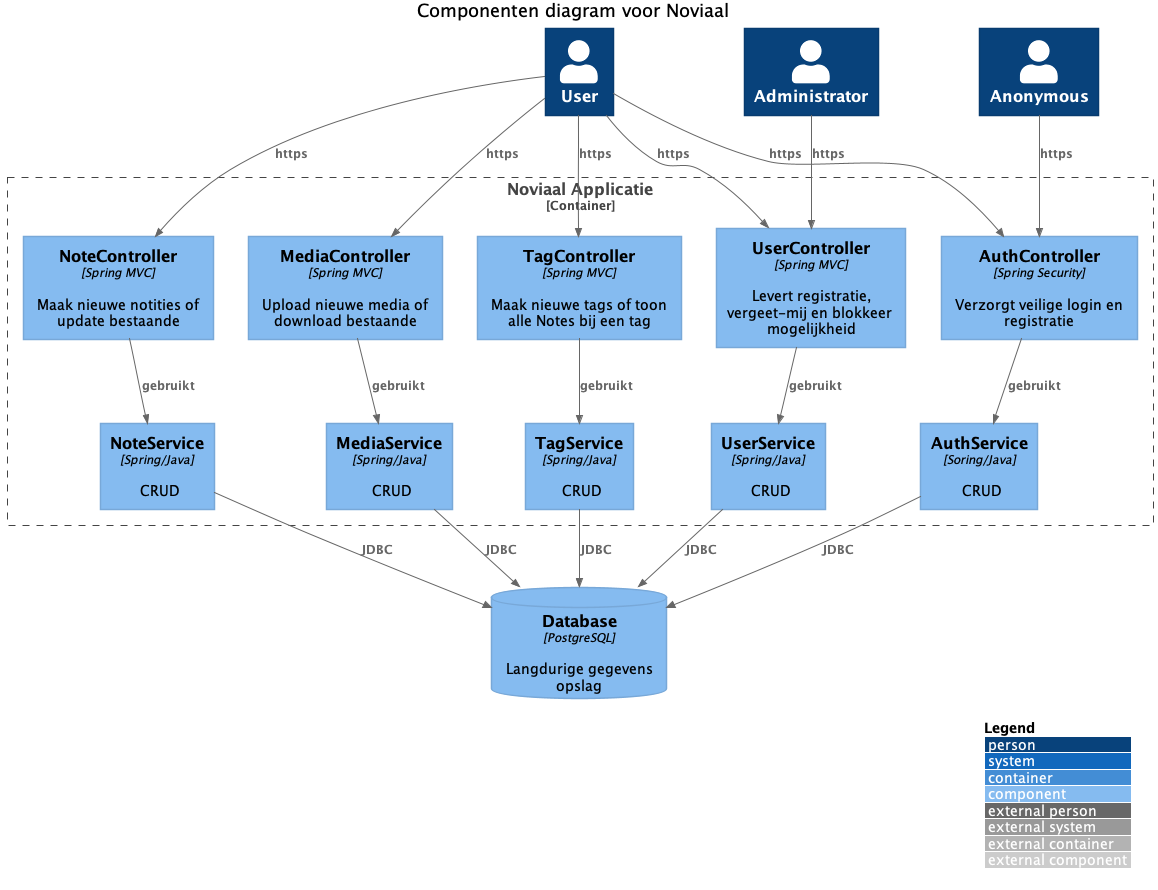 Componenten diagram voor Noviaal
User
Administrator
Anonymous
https
https
https
https
https
https
https
Noviaal Applicatie
[Container]
NoteController
[Spring MVC]
Maak nieuwe notities of
update bestaande
MediaController
[Spring MVC]
Upload nieuwe media of
download bestaande
TagController
[Spring MVC]
Maak nieuwe tags of toon
alle Notes bij een tag
UserController
[Spring MVC]
Levert registratie,
vergeet-mij en blokkeer
mogelijkheid
AuthController
[Spring Security]
Verzorgt veilige login en
registratie
gebruikt
gebruikt
gebruikt
gebruikt
gebruikt
NoteService
[Spring/Java]
CRUD
MediaService
[Spring/Java]
CRUD
TagService
[Spring/Java]
CRUD
UserService
[Spring/Java]
CRUD
AuthService
[Soring/Java]
CRUD
JDBC
JDBC
JDBC
JDBC
JDBC
Database
[PostgreSQL]
Langdurige gegevens
opslag
Legend
person
system
container
component
external person
external system
external container
external component